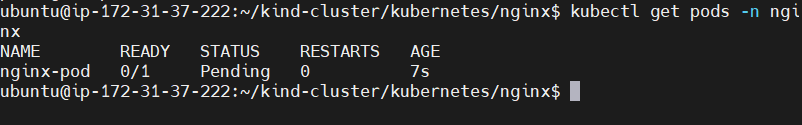 ubuntu@ip-172-31-37-222:~/kind-cluster/kubernetes/nginx$ kubectl get pods -n ngi
nx
NAME        READY   STATUS    RESTARTS   AGE
nginx-pod   0/1     Pending   0          7s
ubuntu@ip-172-31-37-222:~/kind-cluster/kubernetes/nginx$